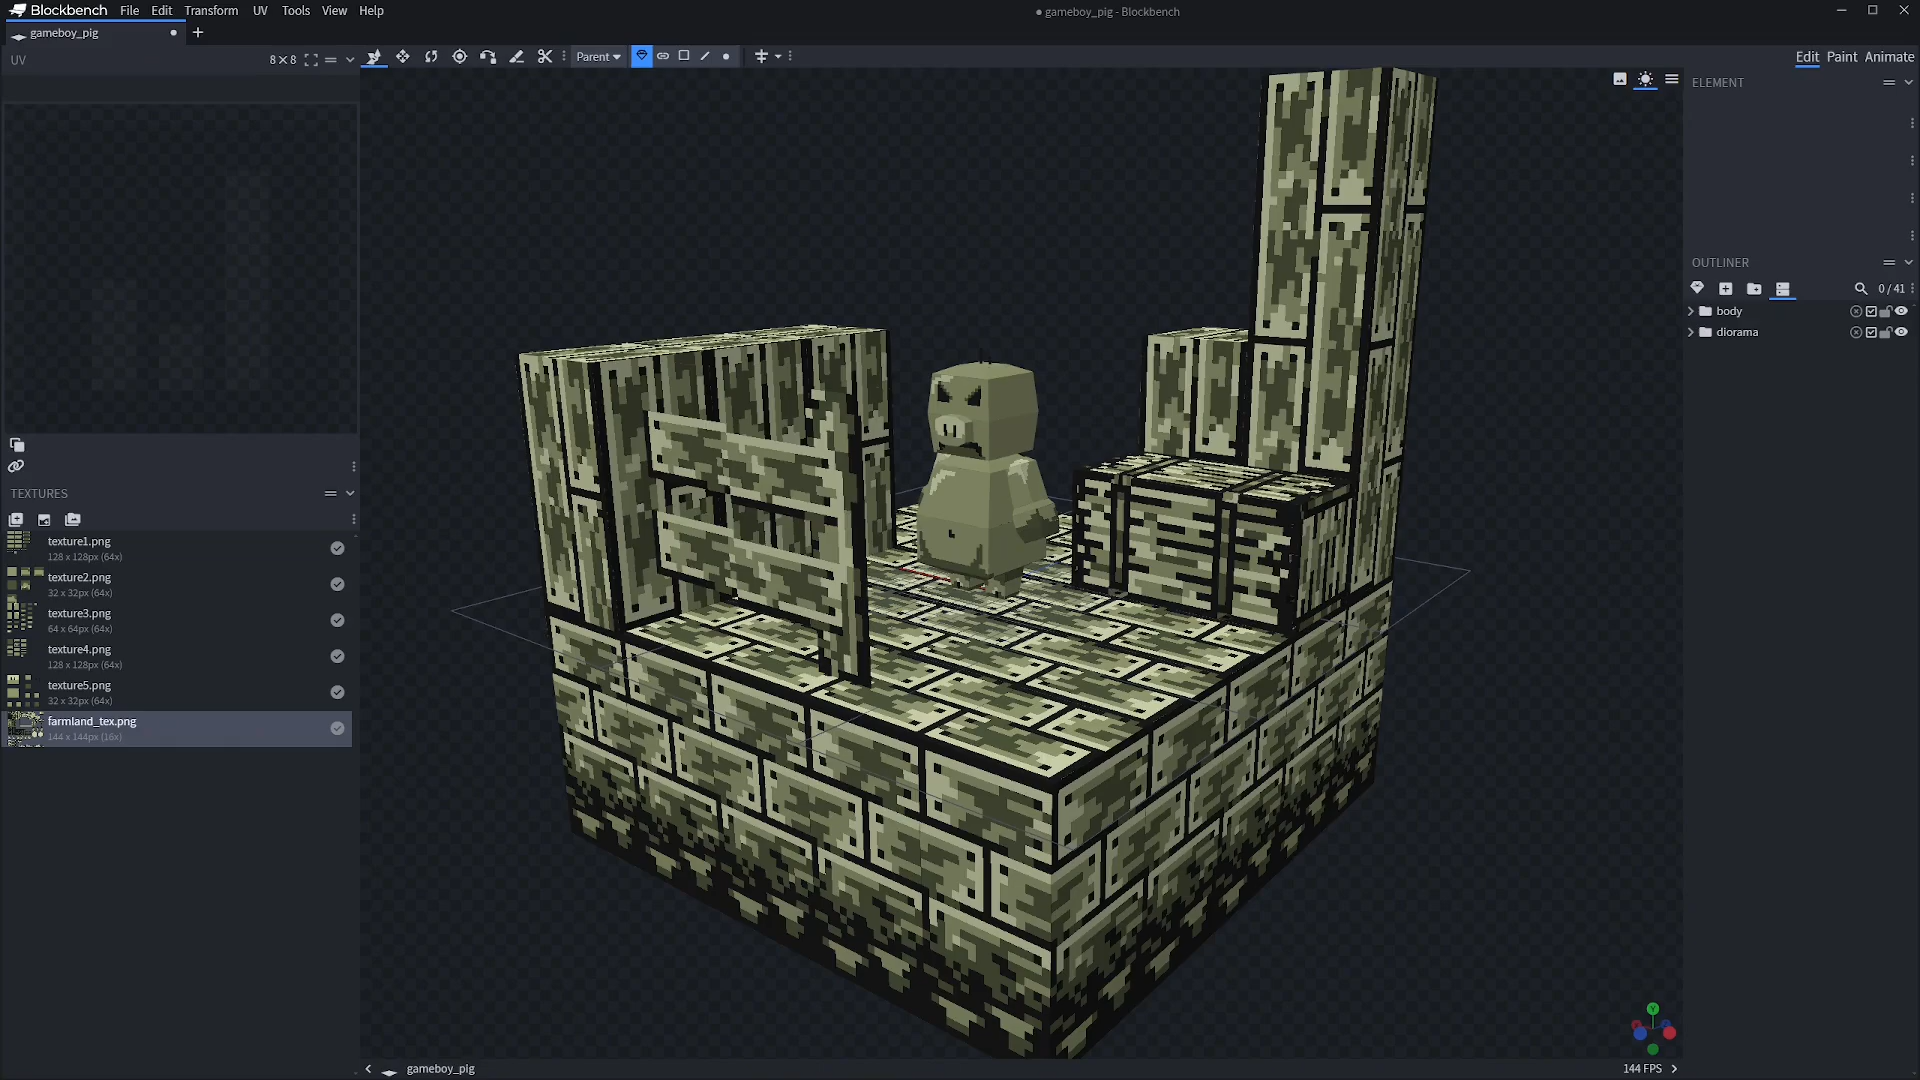 Blockbench File Edit Transform UV Tools View Help
● gameboy_pig - Blockbench
gameboy_pig
UV
8×8
Parent
Edit Paint Animate
ELEMENT
OUTLINER
0 / 41
body
diorama
TEXTURES
texture1.png
128 x 128px (64x)
texture2.png
32 x 32px (64x)
texture3.png
64 x 64px (64x)
texture4.png
128 x 128px (64x)
texture5.png
32 x 32px (64x)
farmland_tex.png
144 x 144px (16x)
Y
gameboy_pig
144 FPS